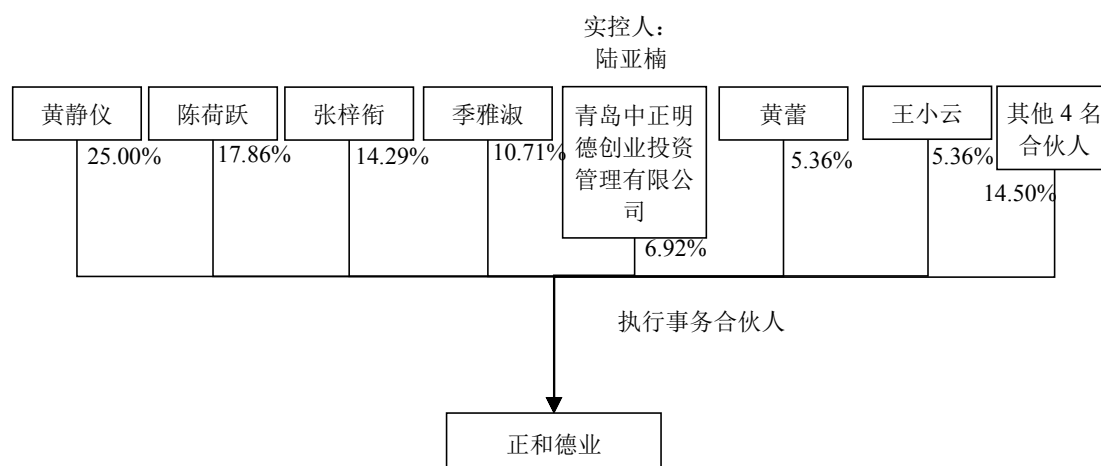 实控人：
陆亚楠
黄静仪
陈荷跃
张梓衔
季雅淑
青岛中正明
德创业投资
管理有限公
司
黄蕾
王小云
其他 4 名
合伙人
25.00%
17.86%
14.29%
10.71%
6.92%
5.36%
5.36%
14.50%
执行事务合伙人
正和德业